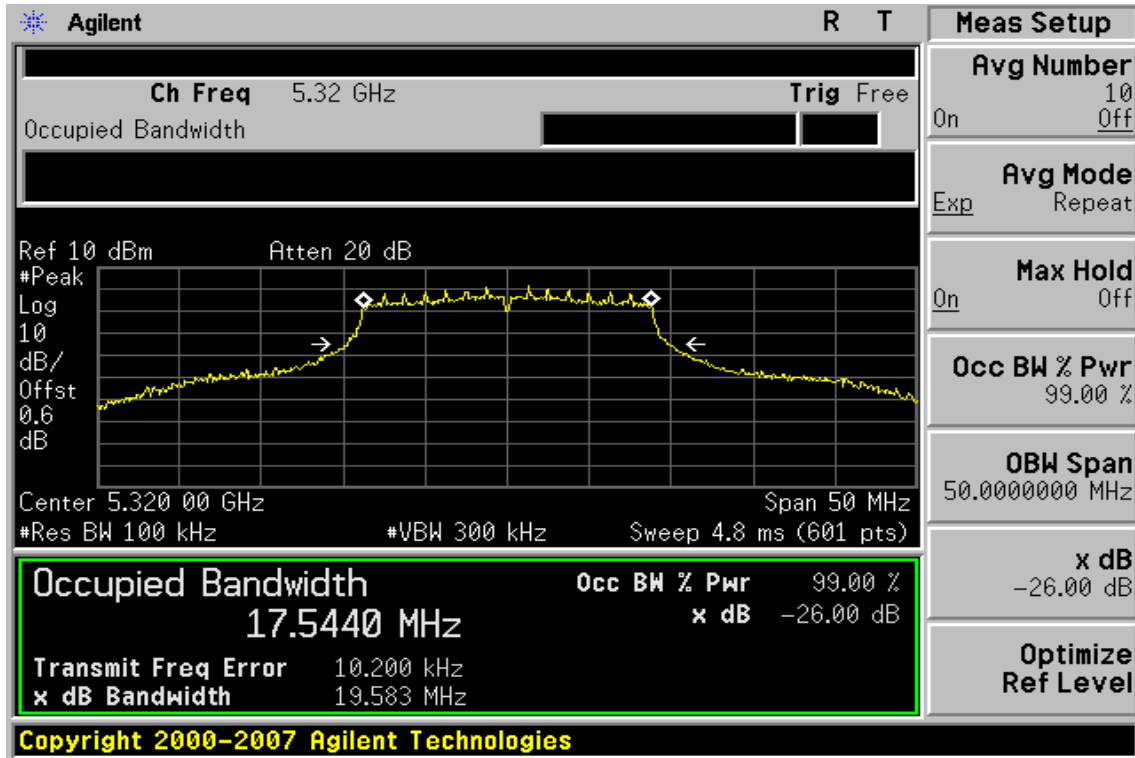 Agilent R T
Meas Setup
Ch Freq 5.32 GHz Trig Free
Occupied Bandwidth
Ref 10 dBm Atten 20 dB
#Peak
Log
10
dB/
Offst
0.6
dB
Center 5.320 00 GHz Span 50 MHz
#Res BW 100 kHz #VBW 300 kHz Sweep 4.8 ms (601 pts)
Occupied Bandwidth Occ BW % Pwr 99.00 %
17.5440 MHz x dB -26.00 dB
Transmit Freq Error 10.200 kHz
x dB Bandwidth 19.583 MHz
Avg Number
10
On Off
Avg Mode
Exp Repeat
Max Hold
On Off
Occ BW % Pwr
99.00 %
OBW Span
50.0000000 MHz
x dB
-26.00 dB
Optimize
Ref Level
Copyright 2000-2007 Agilent Technologies